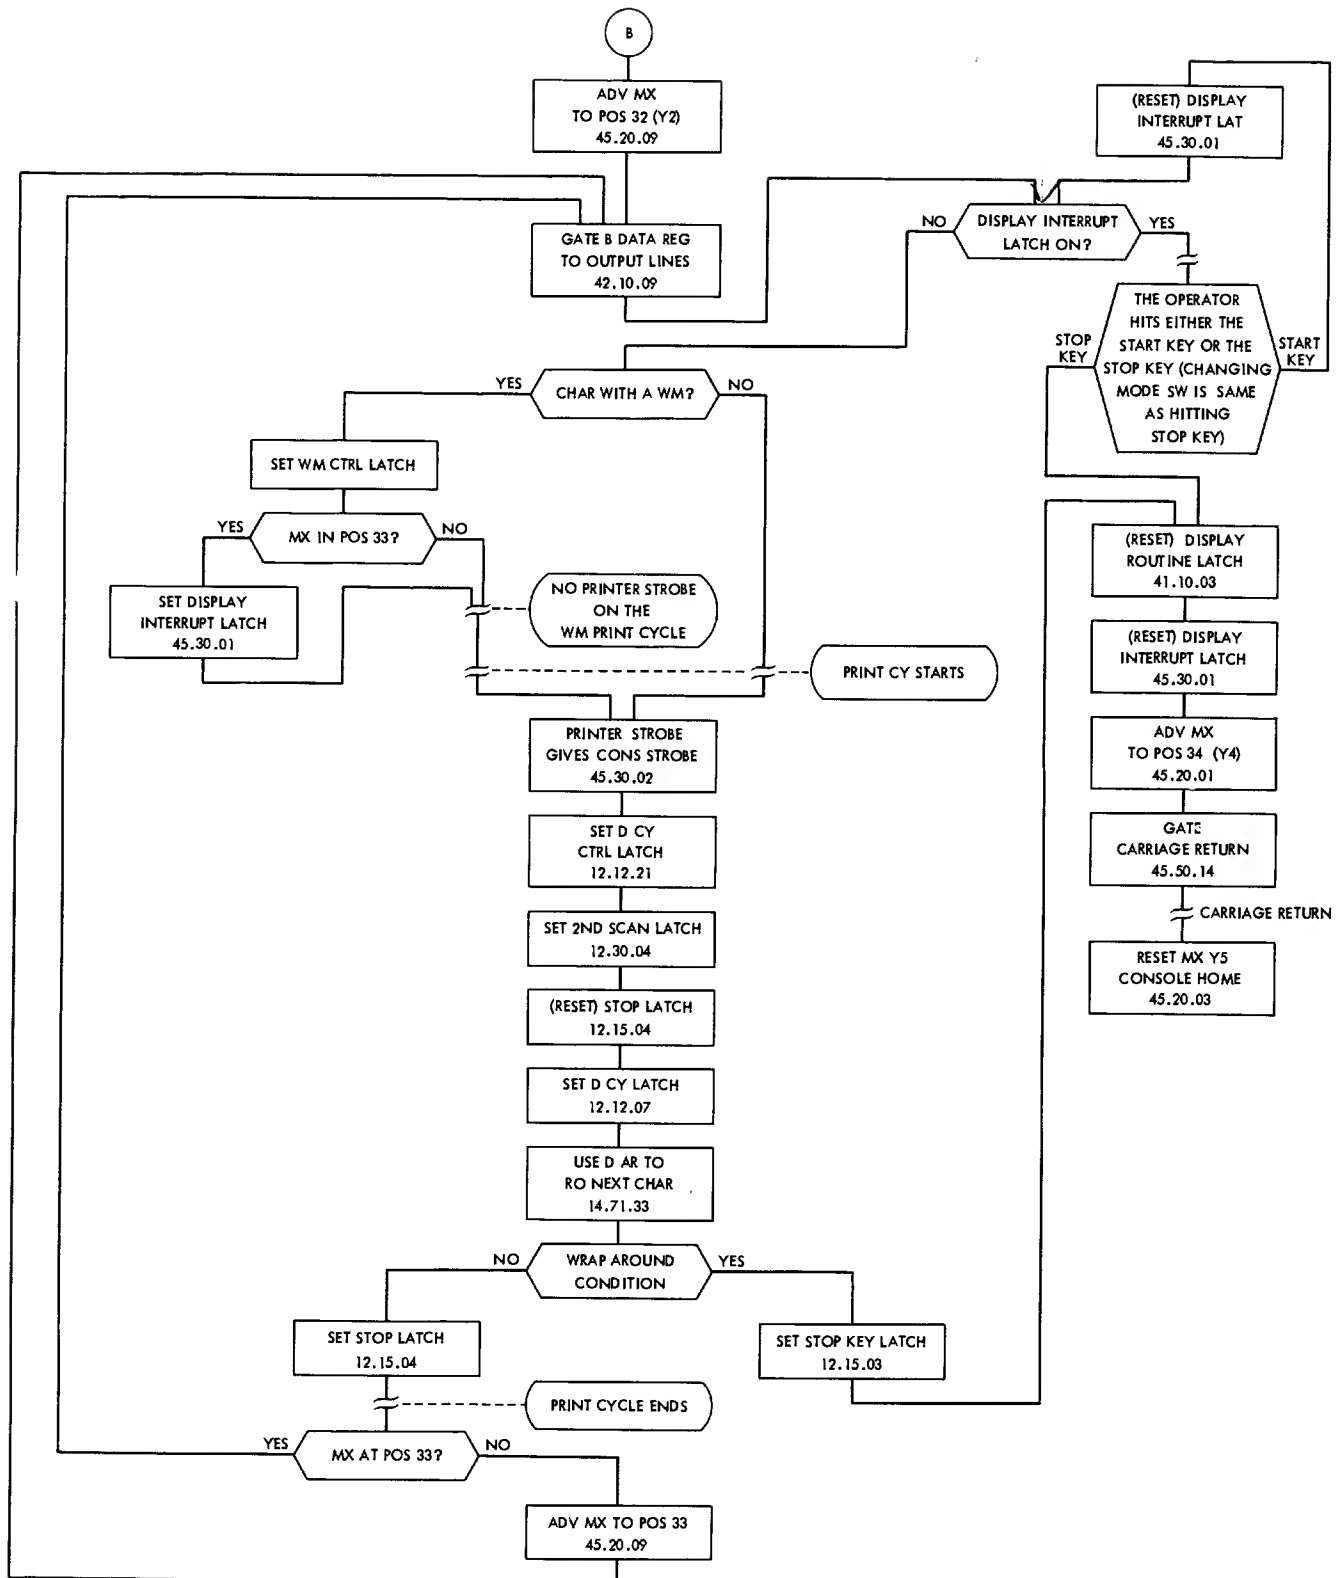 B
ADV MX
TO POS 32 (Y2)
45.20.09
(RESET) DISPLAY
INTERRUPT LAT
45.30.01
GATE B DATA REG
TO OUTPUT LINES
42.10.09
NO
DISPLAY INTERRUPT
LATCH ON?
YES
THE OPERATOR
HITS EITHER THE
START KEY OR THE
STOP KEY (CHANGING
MODE SW IS SAME
AS HITTING
STOP KEY)
STOP
KEY
START
KEY
YES
CHAR WITH A WM?
NO
SET WM CTRL LATCH
YES
MX IN POS 33?
NO
SET DISPLAY
INTERRUPT LATCH
45.30.01
NO PRINTER STROBE
ON THE
WM PRINT CYCLE
PRINT CY STARTS
(RESET) DISPLAY
ROUTINE LATCH
41.10.03
(RESET) DISPLAY
INTERRUPT LATCH
45.30.01
PRINTER STROBE
GIVES CONS STROBE
45.30.02
ADV MX
TO POS 34 (Y4)
45.20.01
SET D CY
CTRL LATCH
12.12.21
GATE
CARRIAGE RETURN
45.50.14
CARRIAGE RETURN
SET 2ND SCAN LATCH
12.30.04
RESET MX Y5
CONSOLE HOME
45.20.03
(RESET) STOP LATCH
12.15.04
SET D CY LATCH
12.12.07
USE D AR TO
RO NEXT CHAR
14.71.33
NO
WRAP AROUND
CONDITION
YES
SET STOP LATCH
12.15.04
SET STOP KEY LATCH
12.15.03
PRINT CYCLE ENDS
YES
MX AT POS 33?
NO
ADV MX TO POS 33
45.20.09